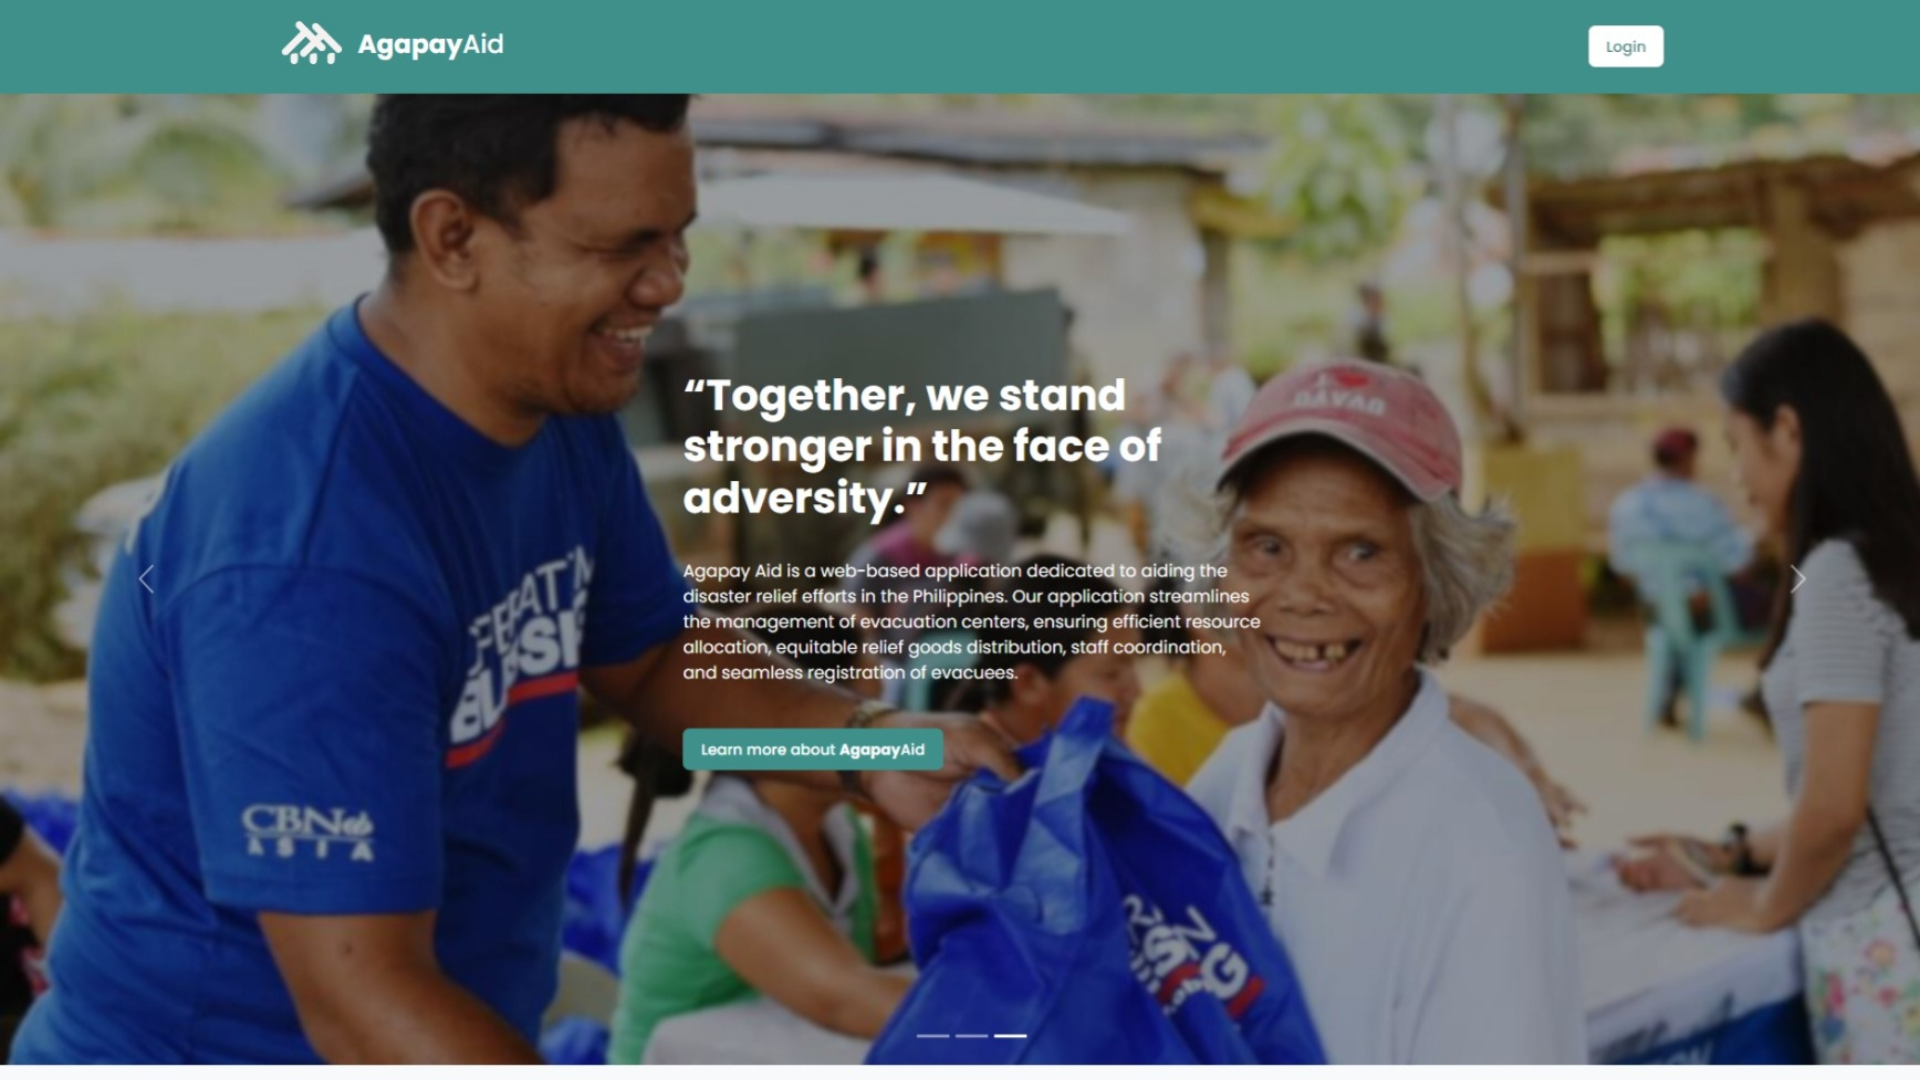 AgapayAid
Login
“Together, we stand
stronger in the face of
adversity.”
Agapay Aid is a web-based application dedicated to aiding the
disaster relief efforts in the Philippines. Our application streamlines
the management of evacuation centers, ensuring efficient resource
allocation, equitable relief goods distribution, staff coordination,
and seamless registration of evacuees.
Learn more about AgapayAid
CBN
ASIA